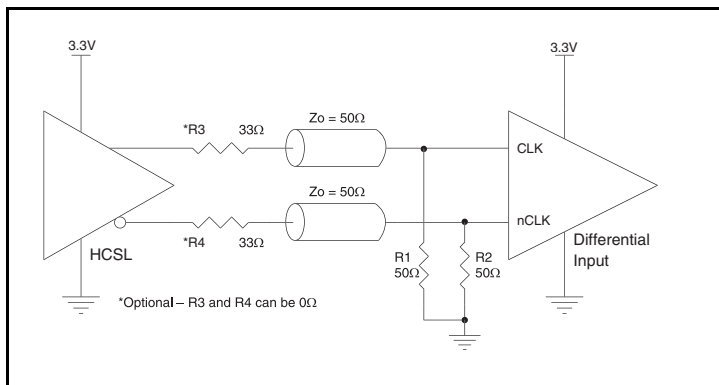 3.3V
3.3V
*R3 33Ω
Zo = 50Ω
CLK
Zo = 50Ω
nCLK
*R4 33Ω
HCSL
R1
50Ω
R2
50Ω
Differential
Input
*Optional – R3 and R4 can be 0Ω